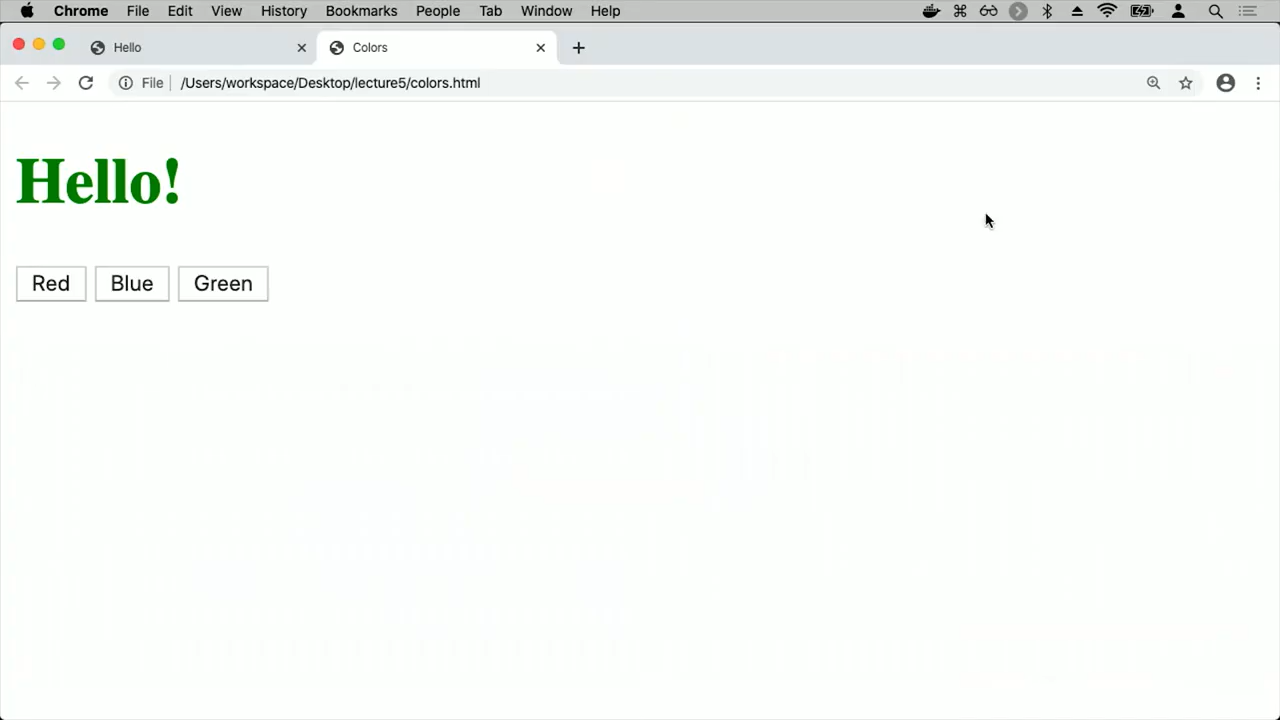 Chrome File Edit View History Bookmarks People Tab Window Help
Hello Colors
File /Users/workspace/Desktop/lecture5/colors.html
Hello!
Red Blue Green